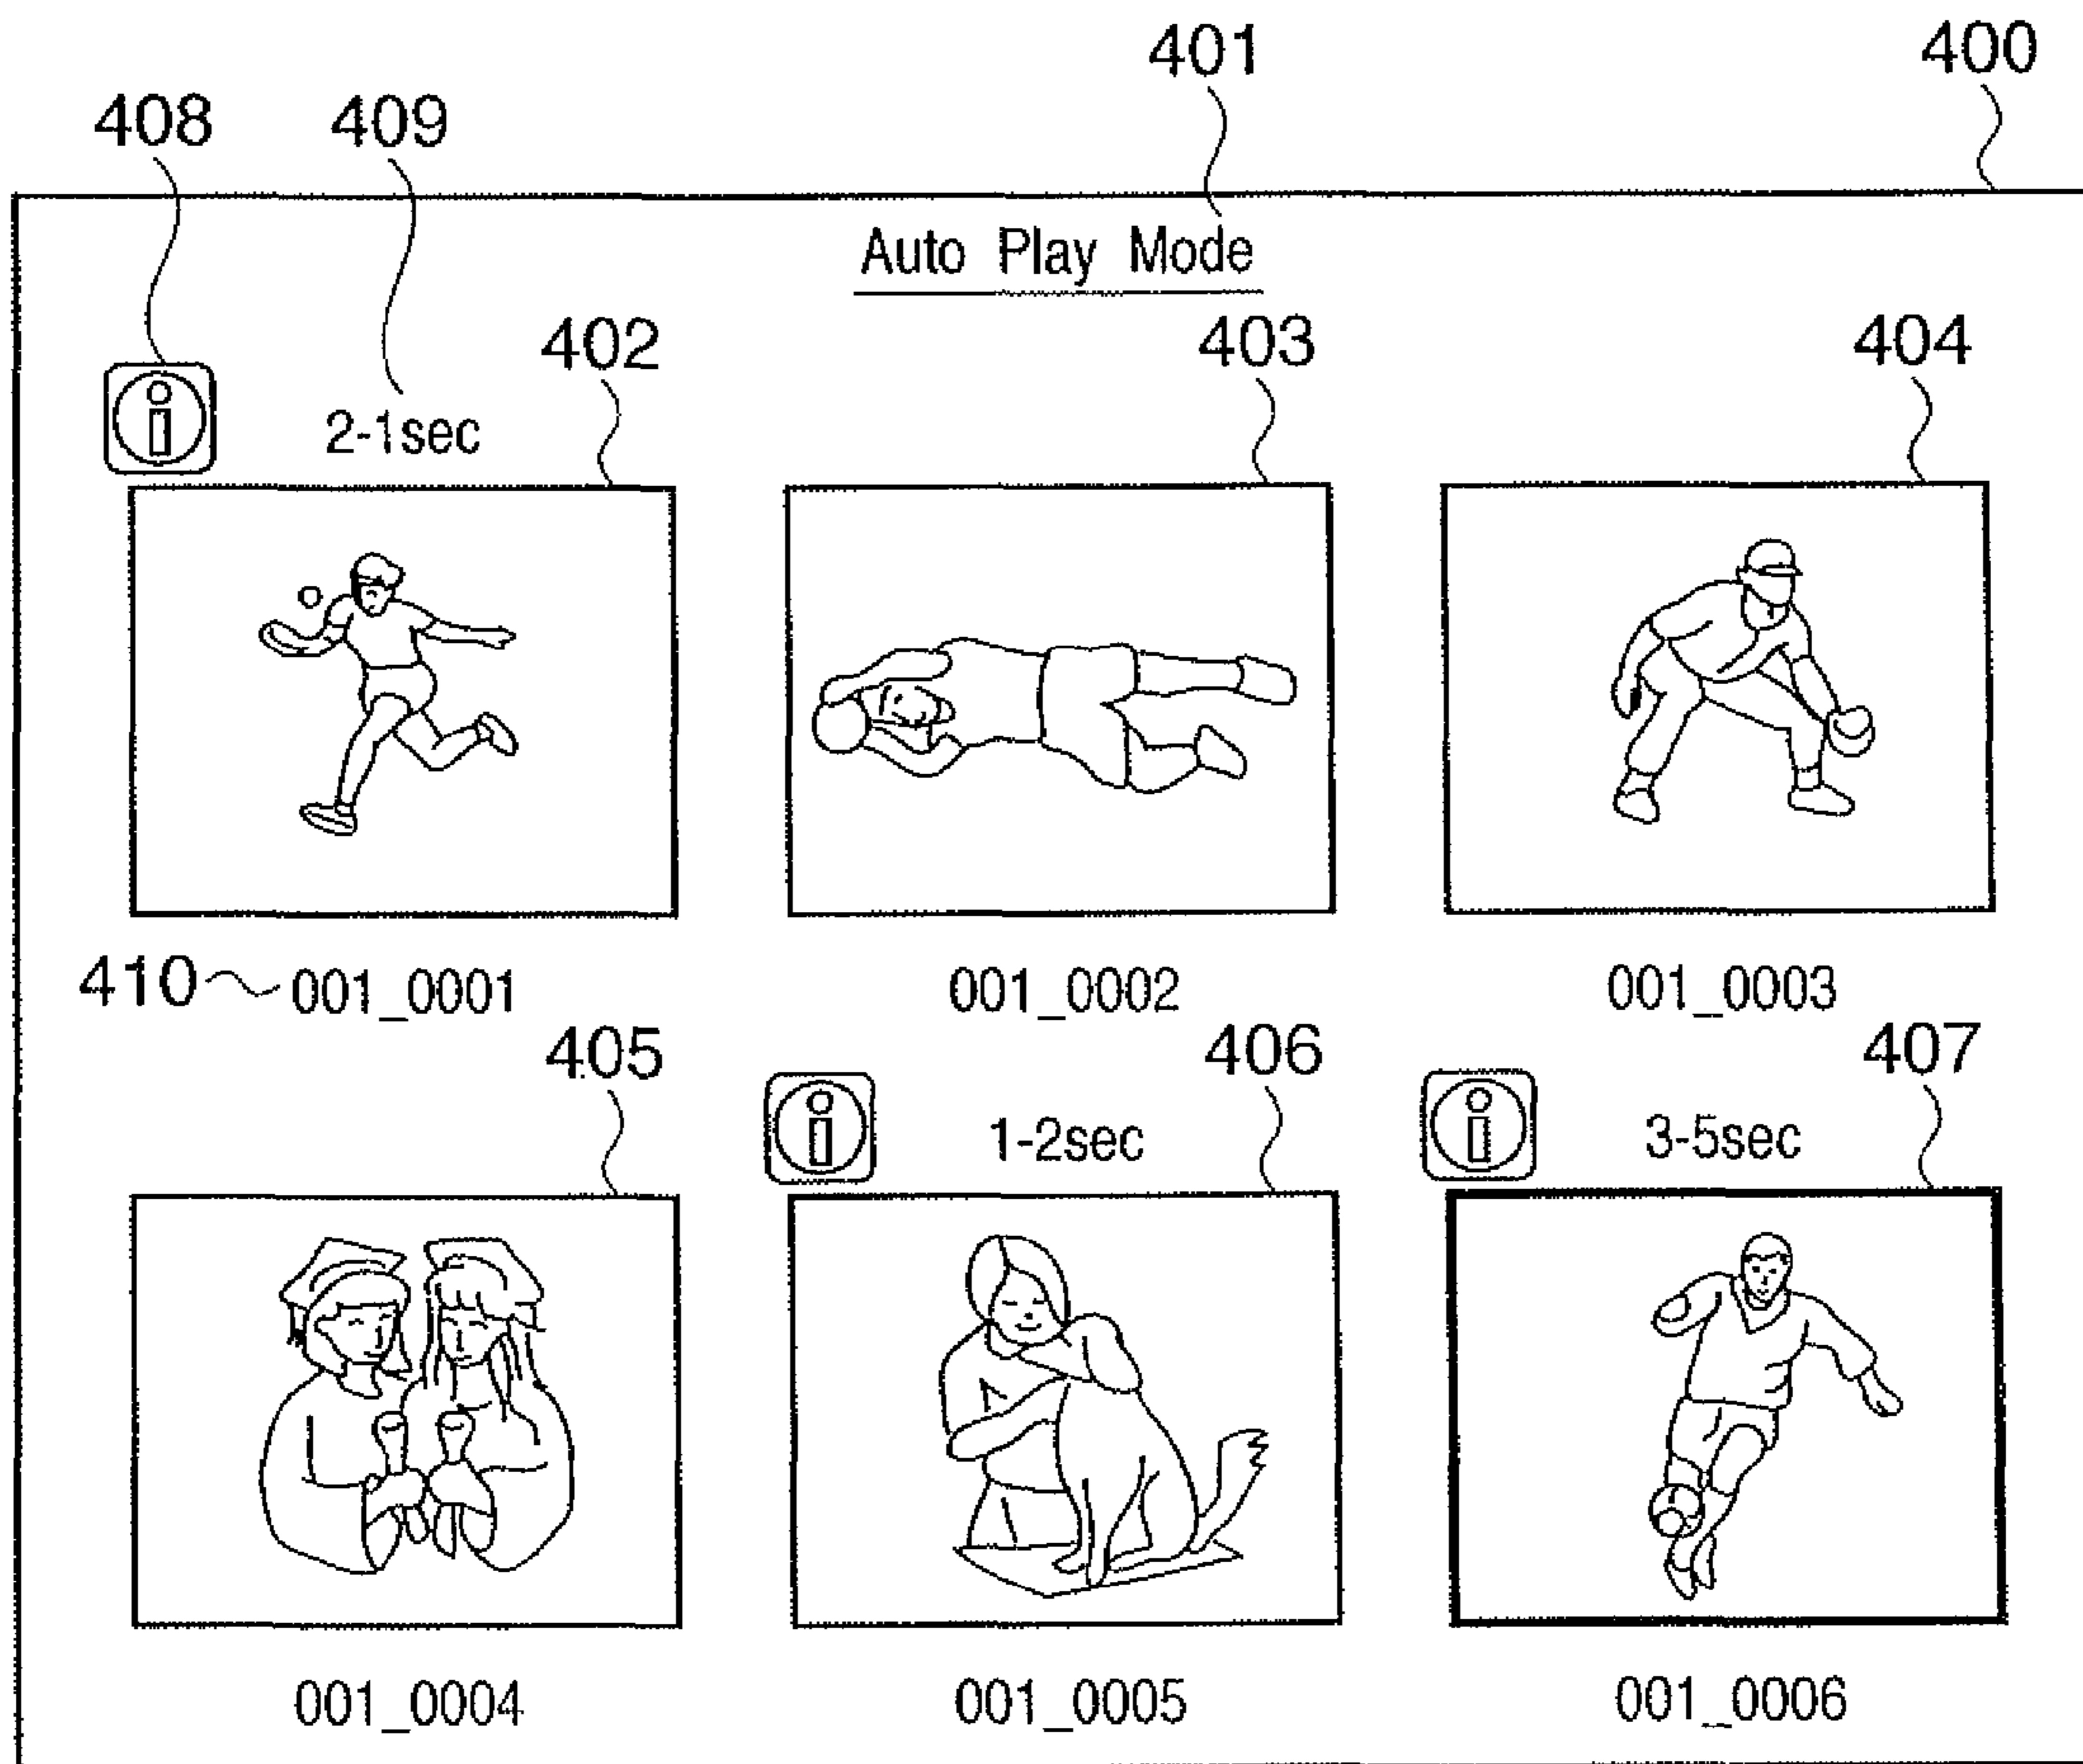 401 400
408 409
Auto Play Mode
402 403 404
i 2-1sec
410 001_0001 001_0002 001_0003
405 406 407
i 1-2sec i 3-5sec
001_0004 001_0005 001_0006